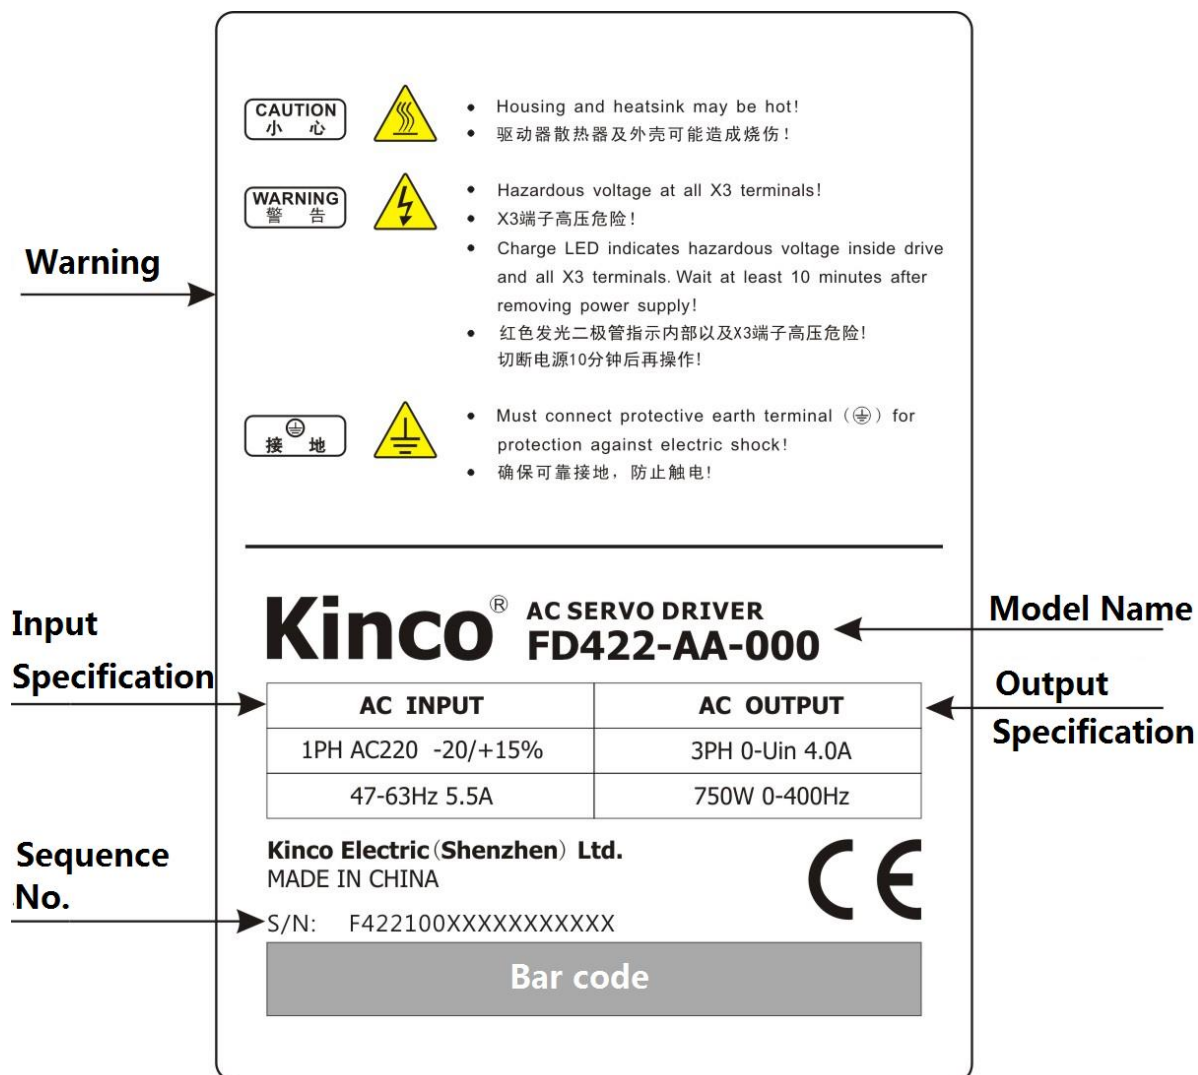 CAUTION
小 心
• Housing and heatsink may be hot!
• 驱动器散热器及外壳可能造成烧伤！
WARNING
警 告
• Hazardous voltage at all X3 terminals!
• X3端子高压危险！
• Charge LED indicates hazardous voltage inside drive
and all X3 terminals. Wait at least 10 minutes after
removing power supply!
• 红色发光二极管指示内部以及X3端子高压危险!
切断电源10分钟后再操作!
Warning
接 地
• Must connect protective earth terminal （⏚）for
protection against electric shock!
• 确保可靠接地，防止触电!
Kinco® AC SERVO DRIVER
FD422-AA-000
Model Name
Input
Specification
Output
Specification
AC INPUT AC OUTPUT
1PH AC220 -20/+15% 3PH 0-Uin 4.0A
47-63Hz 5.5A 750W 0-400Hz
Kinco Electric（Shenzhen）Ltd.
MADE IN CHINA
CE
Sequence
.No.
S/N: F422100XXXXXXXXXXX
Bar code